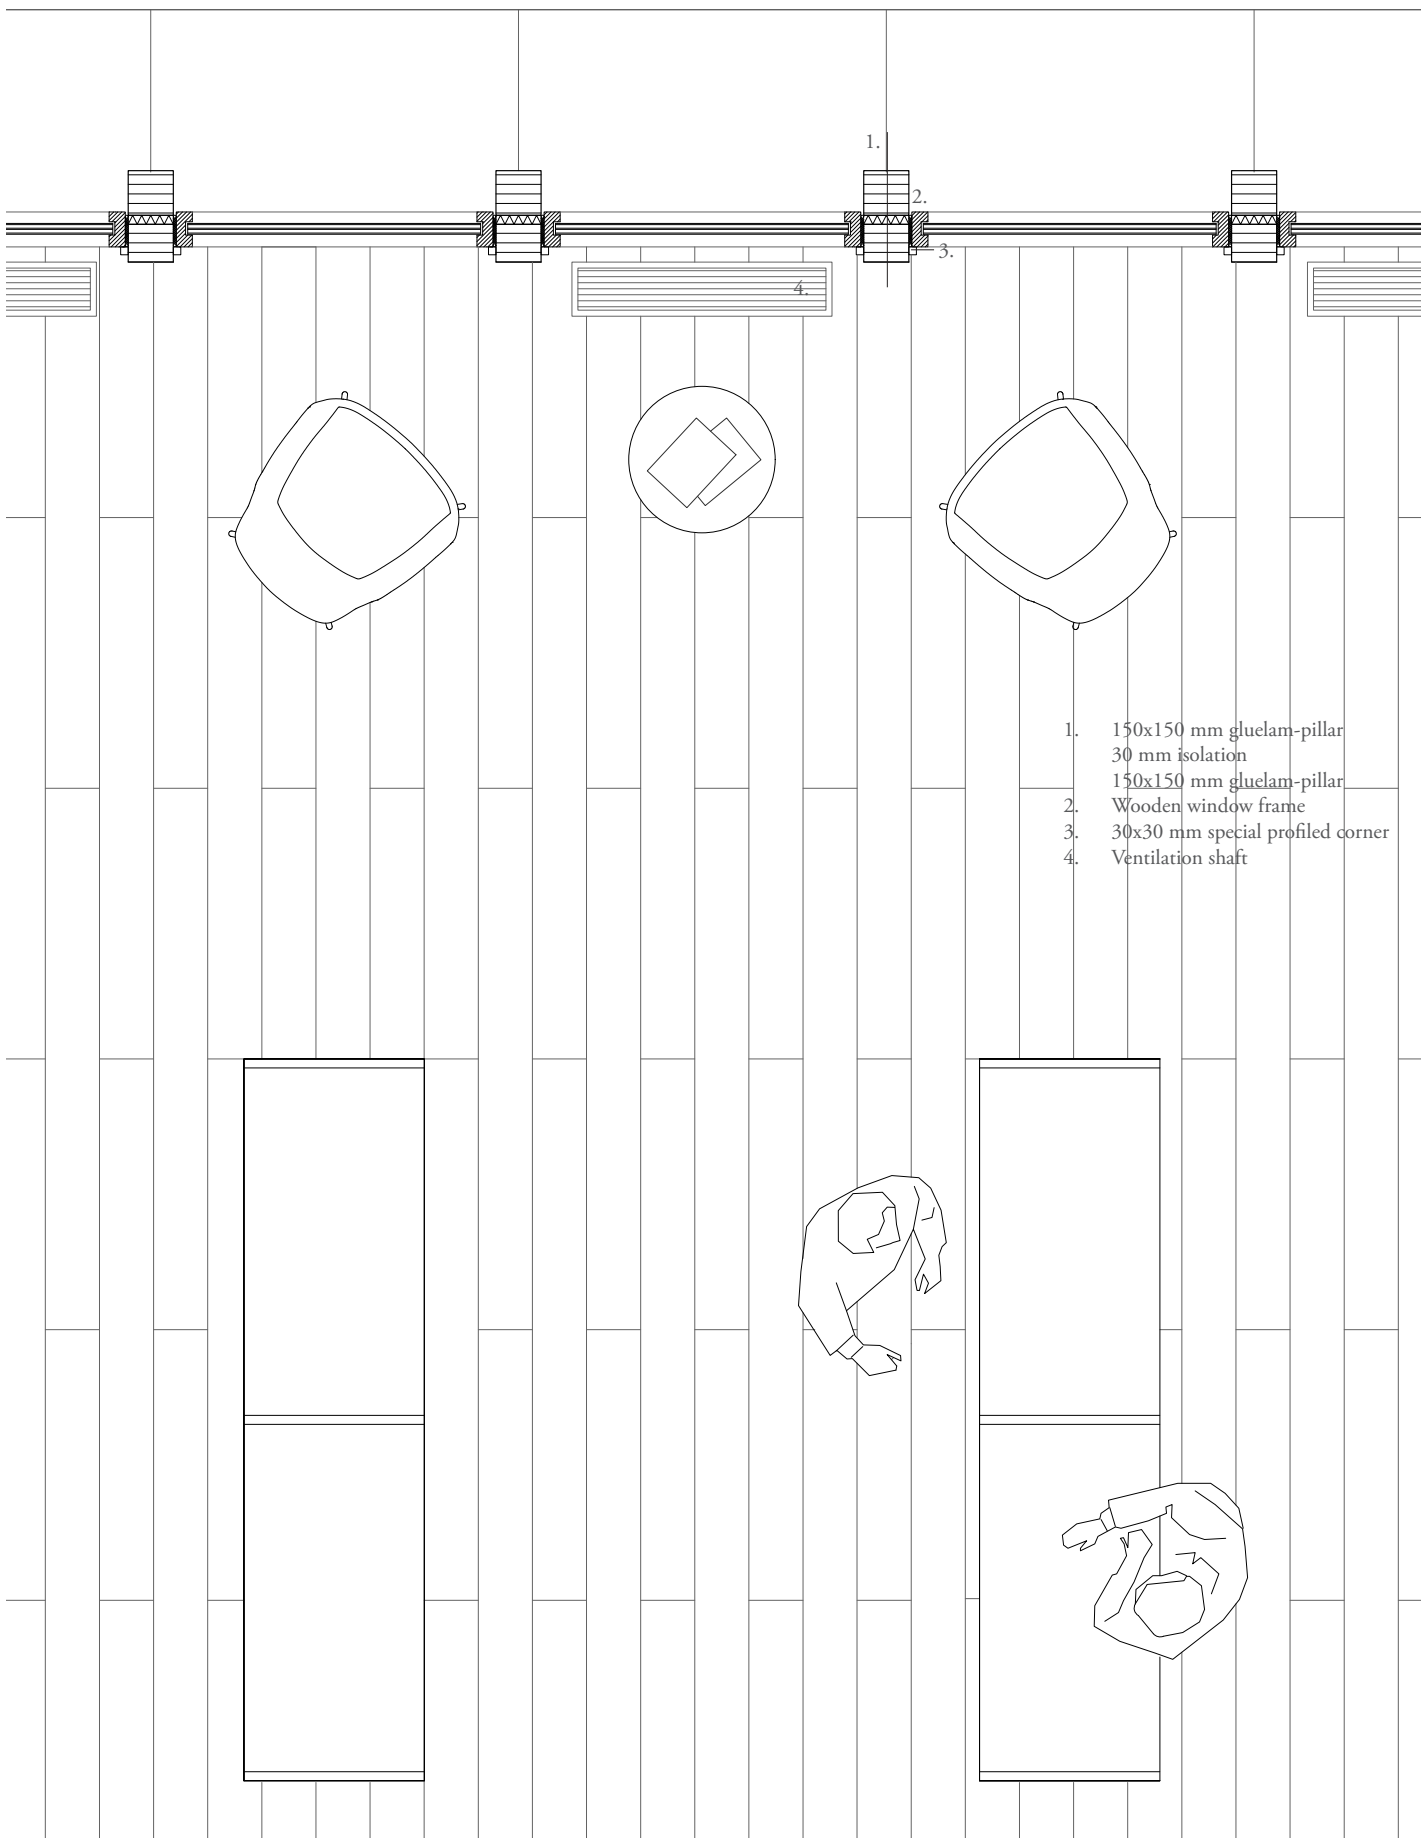 1.
2.
3.
4.
1. 150x150 mm gluelam-pillar
30 mm isolation
150x150 mm gluelam-pillar
2. Wooden window frame
3. 30x30 mm special profiled corner
4. Ventilation shaft